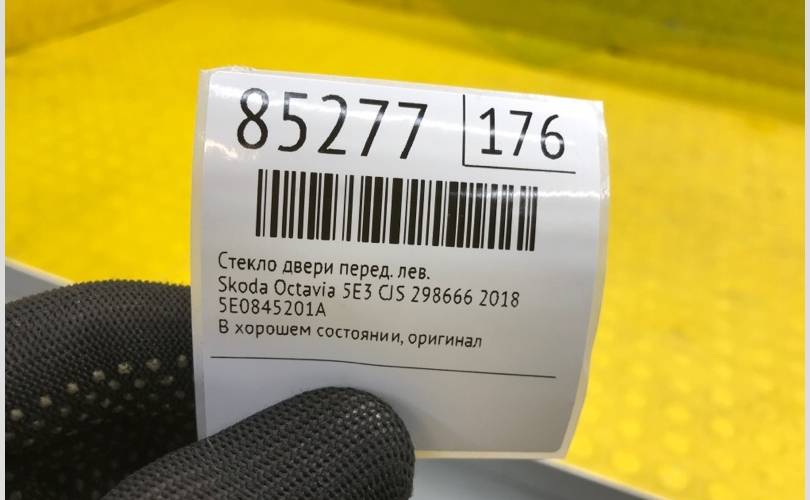 85277 176
Стекло двери перед. лев.
Skoda Octavia 5E3 CJS 298666 2018
5E0845201A
В хорошем состоянии, оригинал